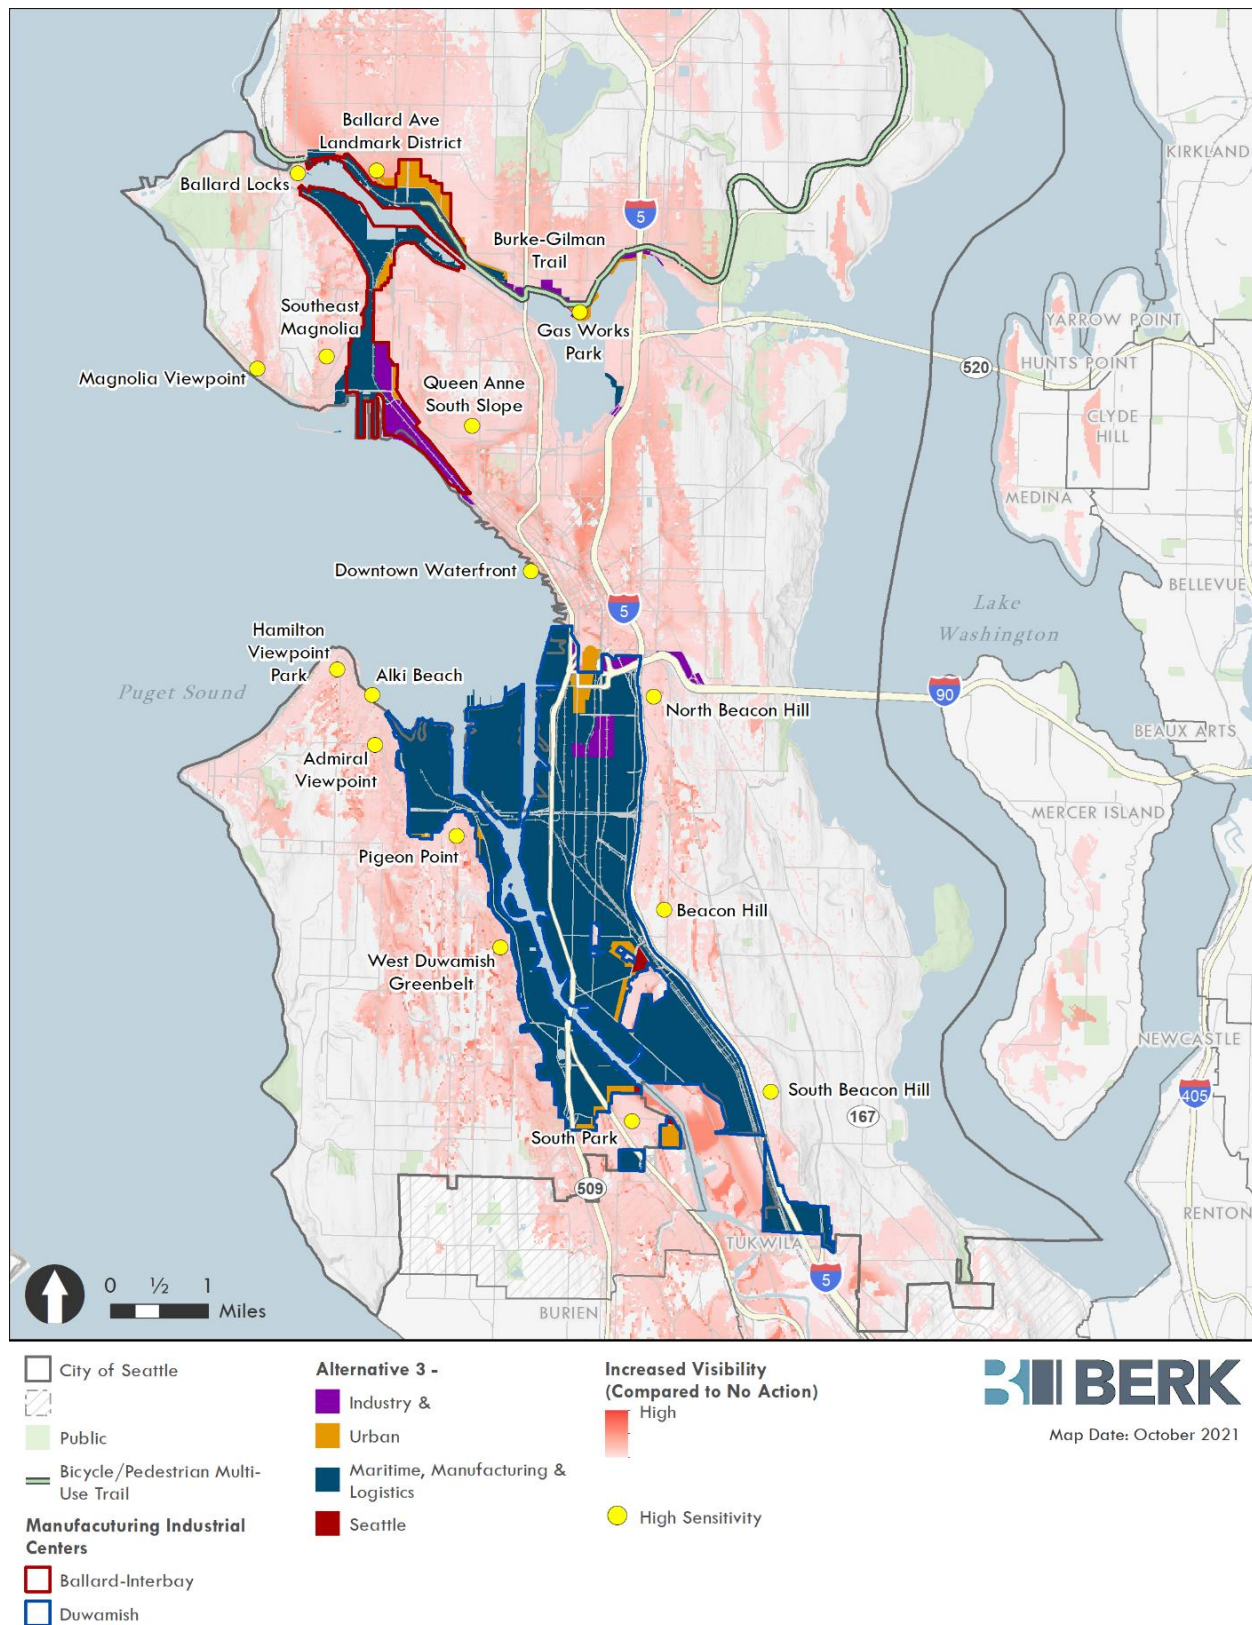 KIRKLAND
Ballard Ave
Landmark District
Ballard Locks
5
Burke-Gilman
Trail
Gas Works
Park
Southeast
Magnolia
YARROW POINT
HUNTS POINT
520
Magnolia Viewpoint
Queen Anne
South Slope
CLYDE
HILL
MEDINA
Downtown Waterfront
BELLEVUE
5
Lake
Washington
Hamilton
Viewpoint
Park
Alki Beach
Puget Sound
North Beacon Hill
90
BEAUX ARTS
Admiral
Viewpoint
MERCER ISLAND
Pigeon Point
Beacon Hill
West Duwamish
Greenbelt
NEWCASTLE
South Beacon Hill
405
167
South Park
509
RENTON
TUKWILA
5
BURIEN
0 ½ 1
Miles
City of Seattle
Public
Bicycle/Pedestrian Multi-
Use Trail
Manufacuturing Industrial
Centers
Ballard-Interbay
Duwamish
Alternative 3 -
Industry &
Urban
Maritime, Manufacturing &
Logistics
Seattle
Increased Visibility
(Compared to No Action)
High
High Sensitivity
BERK
Map Date: October 2021